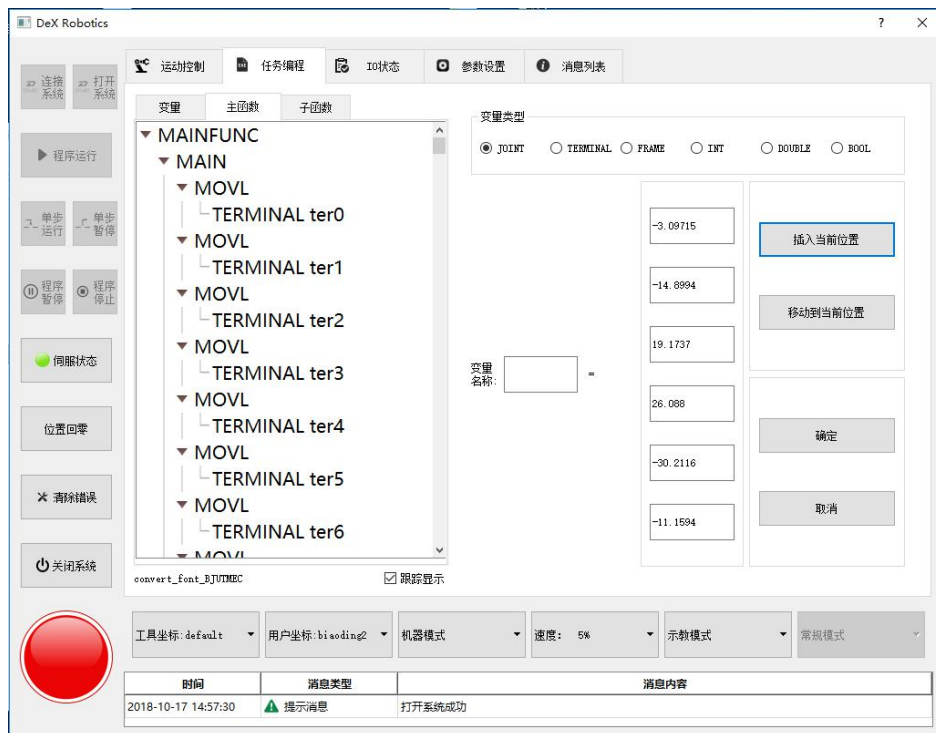 DeX Robotics
运动控制 任务编程 IO状态 参数设置 消息列表
连接系统 打开系统
程序运行
单步运行 单步暂停
程序暂停 程序停止
伺服状态
位置回零
清除错误
关闭系统
变量 主函数 子函数
MAINFUNC
MAIN
MOVL
TERMINAL ter0
MOVL
TERMINAL ter1
MOVL
TERMINAL ter2
MOVL
TERMINAL ter3
MOVL
TERMINAL ter4
MOVL
TERMINAL ter5
MOVL
TERMINAL ter6
MOVL
convert_font_BJUTMEC 跟踪显示
变量类型
JOINT TERMINAL FRAME INT DOUBLE BOOL
变量名称: =
-3.09715
-14.8994
19.1737
26.088
-30.2116
-11.1594
插入当前位置
移动到当前位置
确定
取消
工具坐标:default 用户坐标:biaoding2 机器模式 速度: 5% 示教模式 常规模式
时间 消息类型 消息内容
2018-10-17 14:57:30 提示消息 打开系统成功